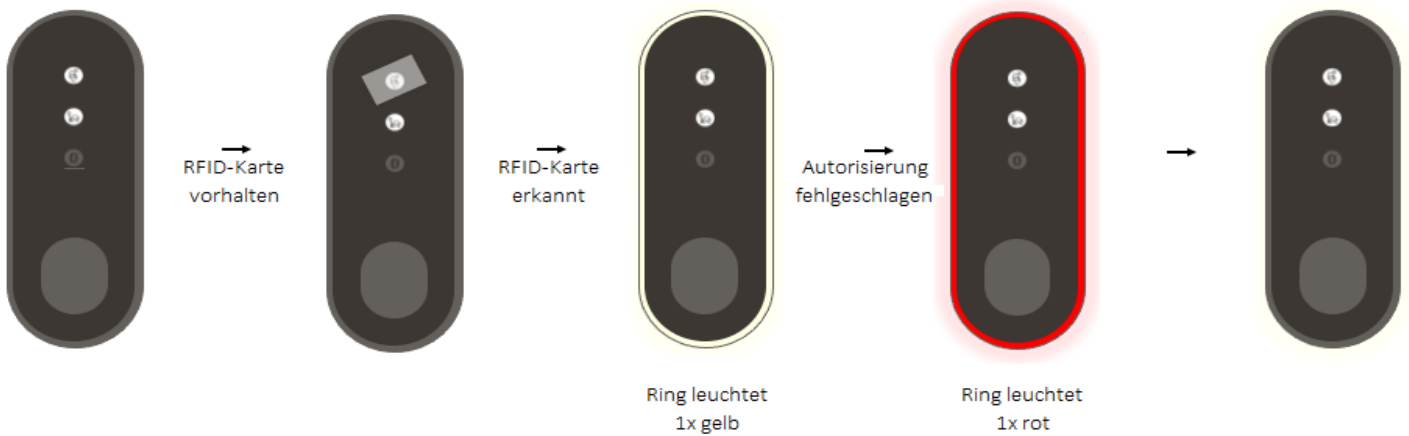 RFID-Karte
vorhalten
RFID-Karte
erkannt
Autorisierung
fehlgeschlagen
Ring leuchtet
1x gelb
Ring leuchtet
1x rot